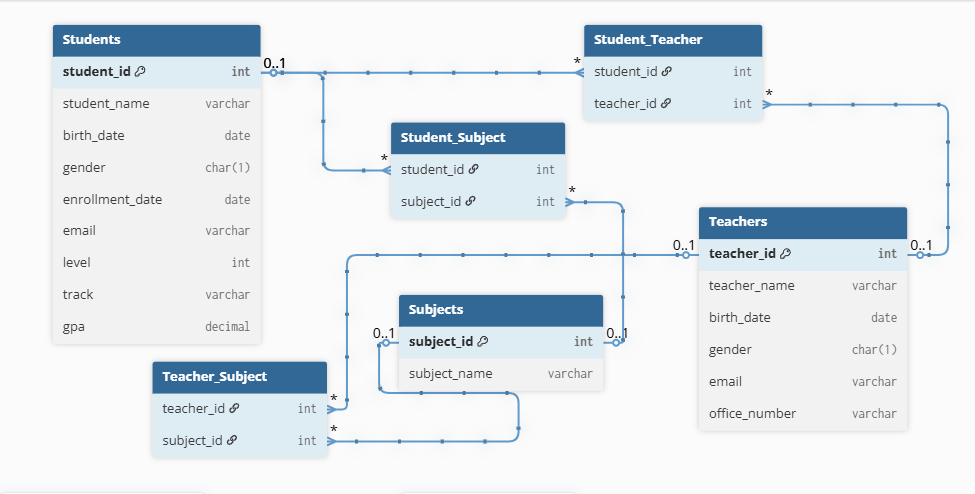 Students
student_id int
student_name varchar
birth_date date
gender char(1)
enrollment_date date
email varchar
level int
track varchar
gpa decimal
0..1
*
Student_Teacher
student_id int
teacher_id int
*
Student_Subject
*
student_id int
subject_id int
*
Teachers
0..1
teacher_id int
0..1
teacher_name varchar
birth_date date
gender char(1)
email varchar
office_number varchar
Subjects
0..1
subject_id int
0..1
subject_name varchar
Teacher_Subject
teacher_id int
*
subject_id int
*